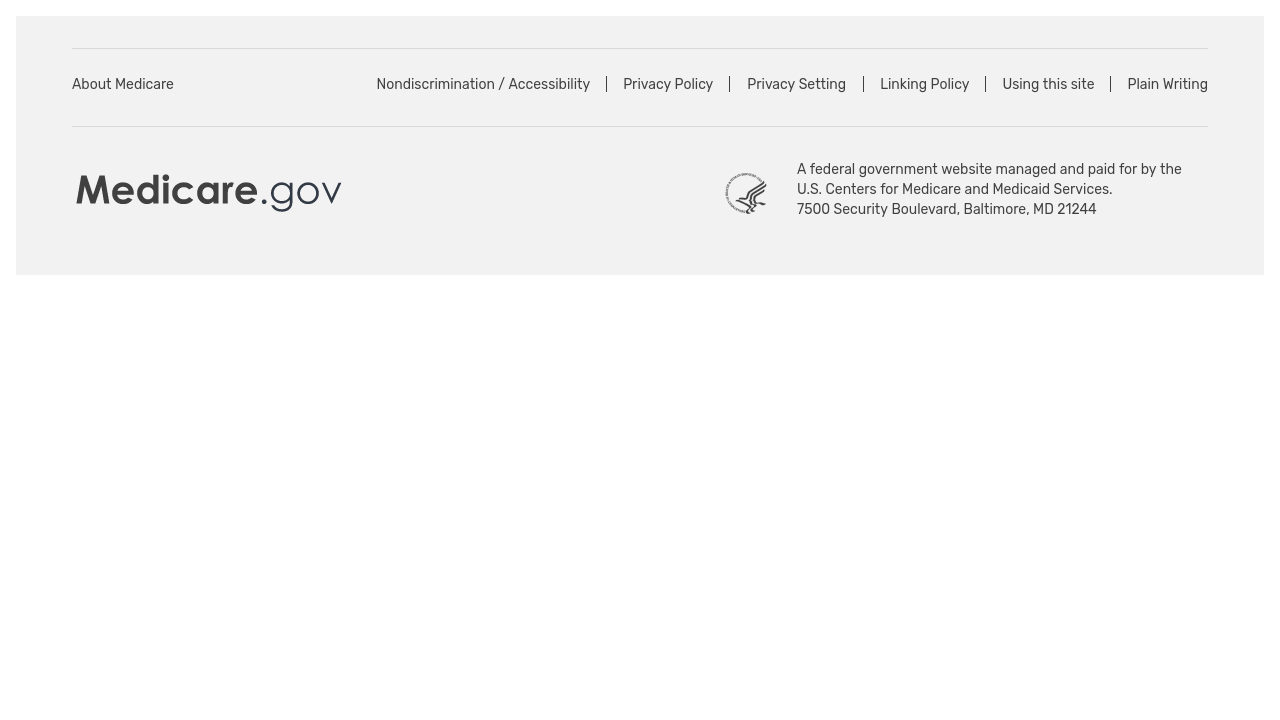 About Medicare
Nondiscrimination / Accessibility
Privacy Policy
Privacy Setting
Linking Policy
Using this site
Plain Writing
Medicare.gov
A federal government website managed and paid for by the
U.S. Centers for Medicare and Medicaid Services.
7500 Security Boulevard, Baltimore, MD 21244